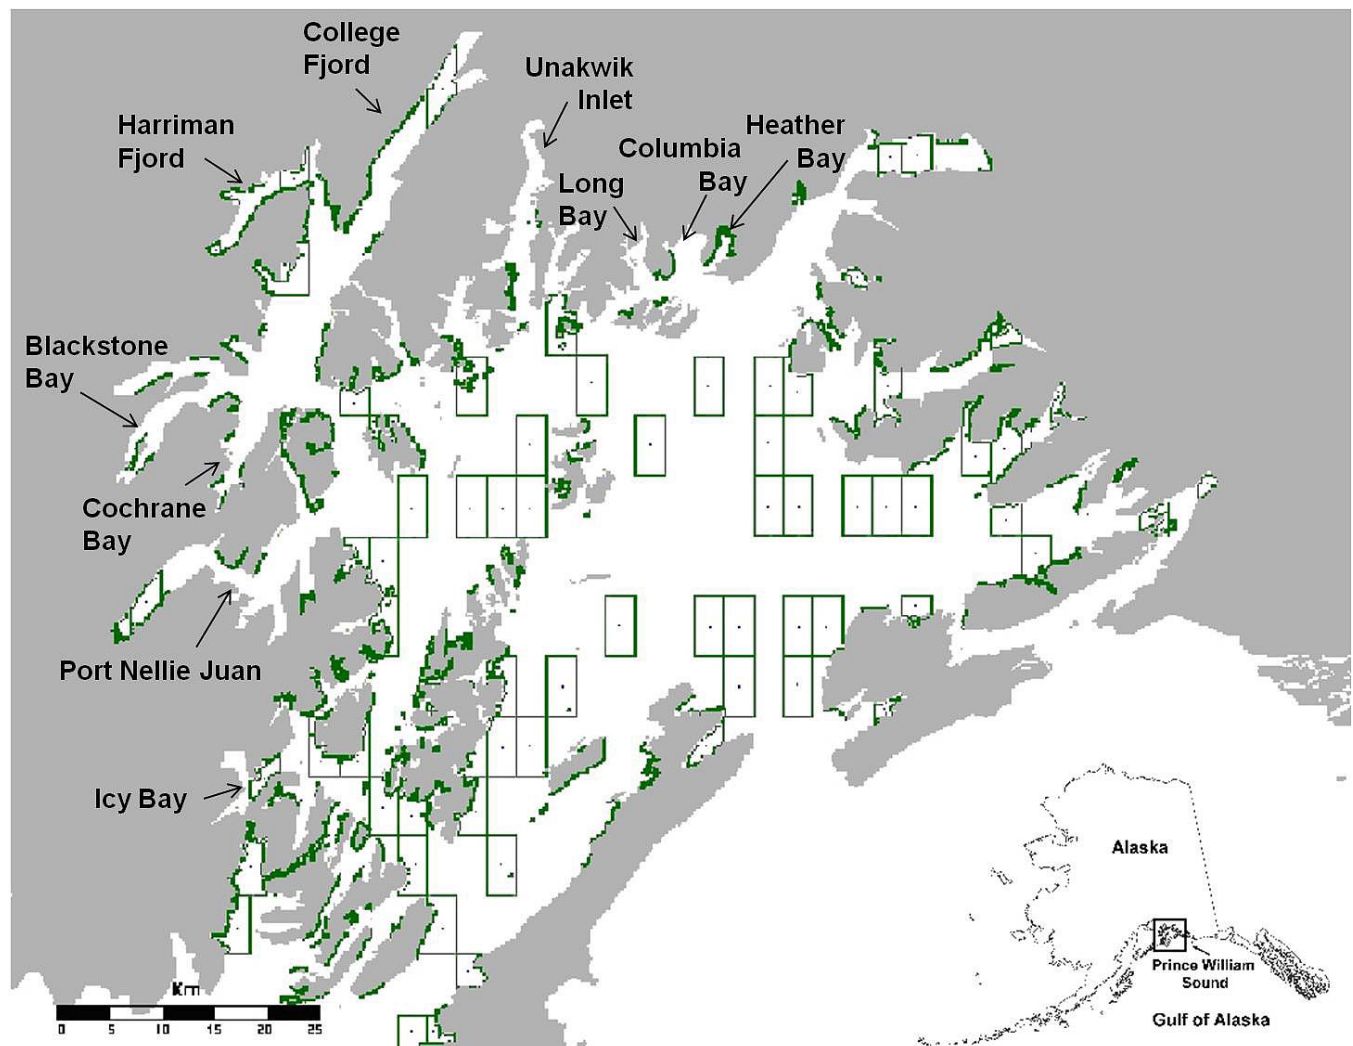 College
Fjord
Unakwik
Inlet
Harriman
Fjord
Heather
Bay
Columbia
Bay
Long
Bay
Blackstone
Bay
Cochrane
Bay
Port Nellie Juan
Icy Bay
Alaska
Prince William
Sound
Gulf of Alaska
Km
0 5 10 15 20 25